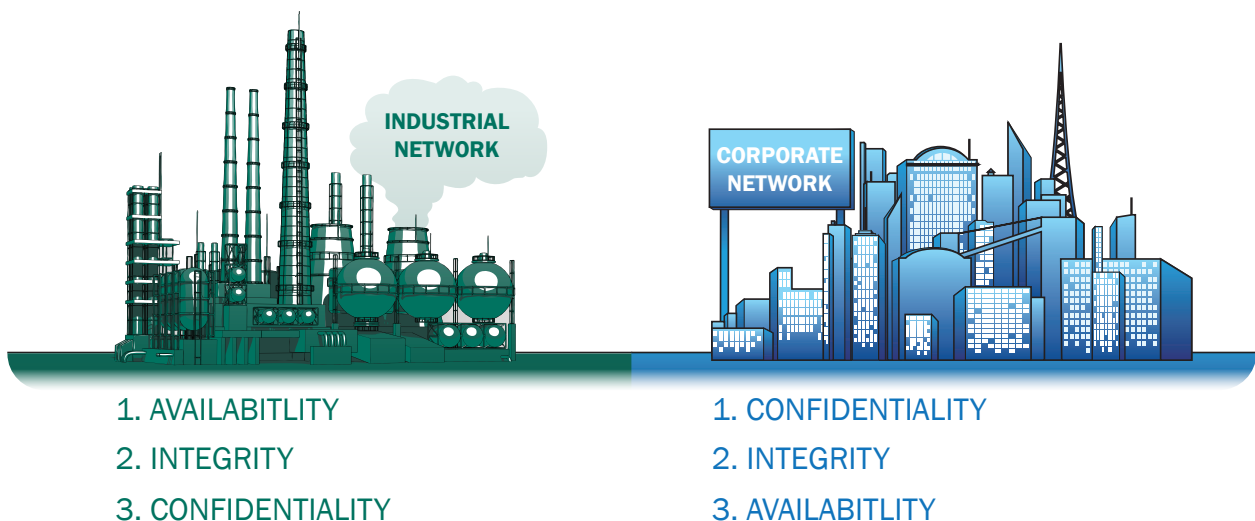 INDUSTRIAL
NETWORK
1. AVAILABITLITY
2. INTEGRITY
3. CONFIDENTIALITY
CORPORATE
NETWORK
1. CONFIDENTIALITY
2. INTEGRITY
3. AVAILABITLITY